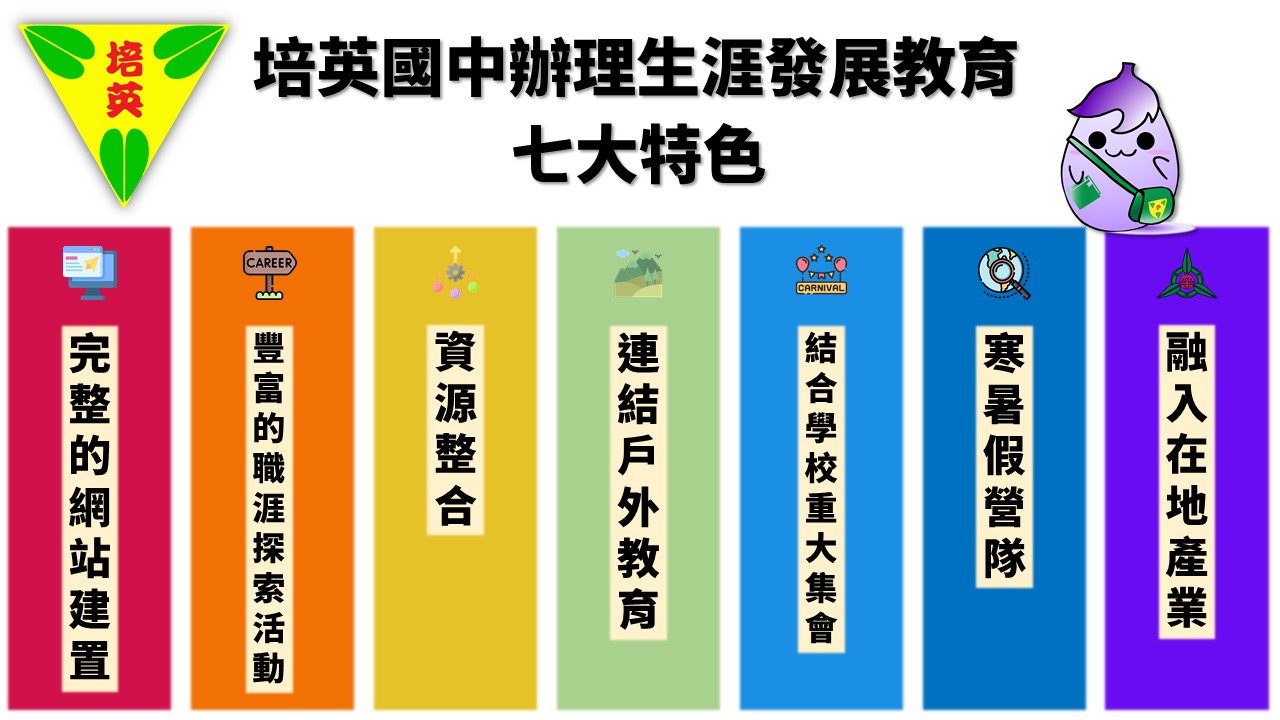 培英
培英國中辦理生涯發展教育
七大特色
完整的網站建置
CAREER
豐富的職涯探索活動
資源整合
連結戶外教育
CARNIVAL
結合學校重大集會
寒暑假營隊
融入在地產業